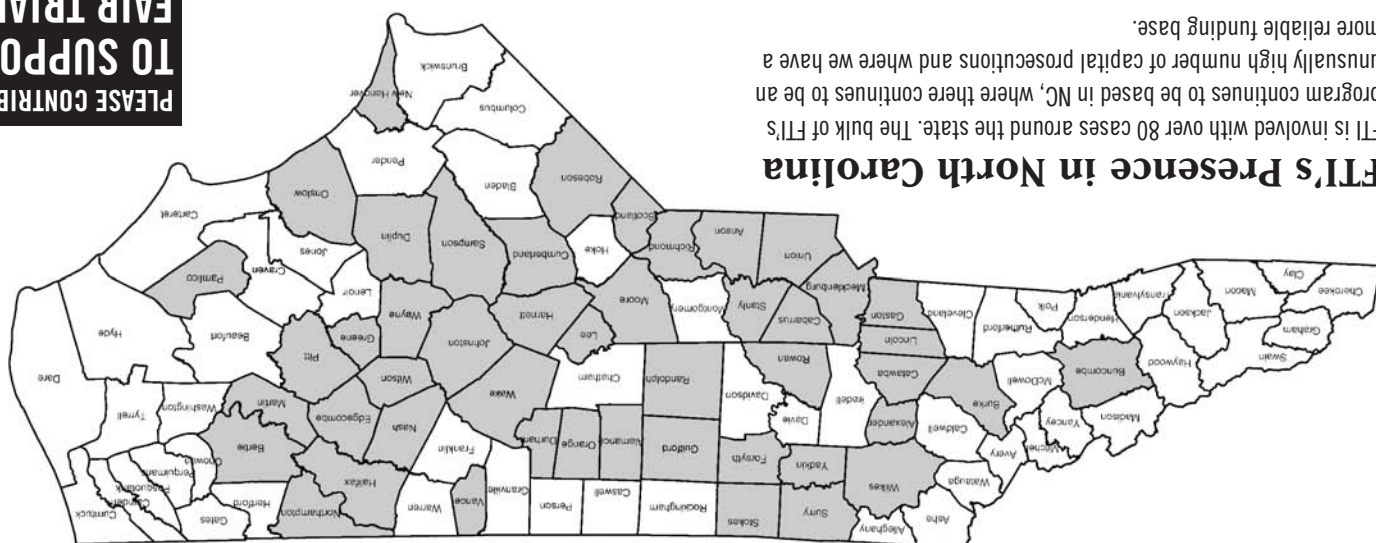 Currituck
Camden
Pasquotank
Perquimans
Chowan
Gates
Hertford
Northampton
Halifax
Warren
Vance
Granville
Person
Caswell
Rockingham
Stokes
Surry
Alleghany
Ashe
Watauga
Wilkes
Yadkin
Forsyth
Guilford
Alamance
Orange
Durham
Franklin
Nash
Edgecombe
Bertie
Martin
Washington
Tyrrell
Dare
Hyde
Beaufort
Pitt
Greene
Wilson
Wake
Johnston
Chatham
Randolph
Davidson
Davie
Rowan
Iredell
Alexander
Caldwell
Avery
Mitchell
Yancey
Madison
Burke
McDowell
Catawba
Lincoln
Buncombe
Haywood
Swain
Graham
Cherokee
Clay
Macon
Jackson
Transylvania
Henderson
Polk
Rutherford
Cleveland
Gaston
Mecklenburg
Cabarrus
Stanly
Montgomery
Moore
Lee
Harnett
Wayne
Lenoir
Craven
Pamlico
Carteret
Jones
Onslow
Duplin
Sampson
Cumberland
Hoke
Scotland
Richmond
Anson
Union
Robeson
Bladen
Pender
New Hanover
Columbus
Brunswick
FTI's Presence in North Carolina
FTI is involved with over 80 cases around the state. The bulk of FTI's
program continues to be based in NC, where there continues to be an
unusually high number of capital prosecutions and where we have a
more reliable funding base.
PLEASE CONTRIB
TO SUPPO
FAIR TRIAL